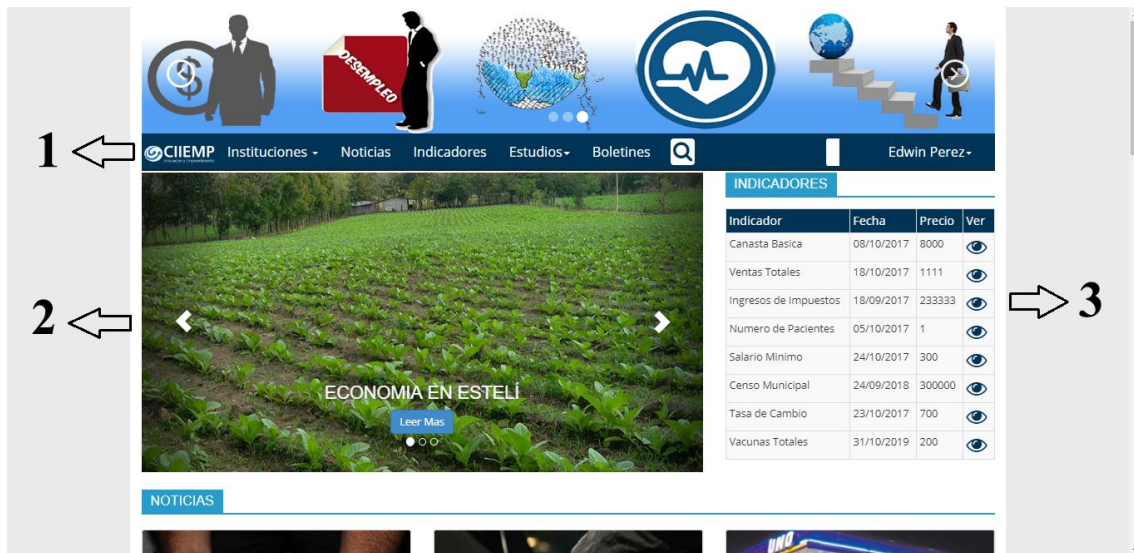 DESEMPLEO
1
CIIEMP Instituciones Noticias Indicadores Estudios Boletines Edwin Perez
INDICADORES
Indicador Fecha Precio Ver
Canasta Basica 08/10/2017 8000
Ventas Totales 18/10/2017 1111
Ingresos de Impuestos 18/09/2017 233333
Numero de Pacientes 05/10/2017 1
Salario Minimo 24/10/2017 300
Censo Municipal 24/09/2018 300000
Tasa de Cambio 23/10/2017 700
Vacunas Totales 31/10/2019 200
2
3
ECONOMIA EN ESTELÍ
Leer Mas
NOTICIAS
UNO